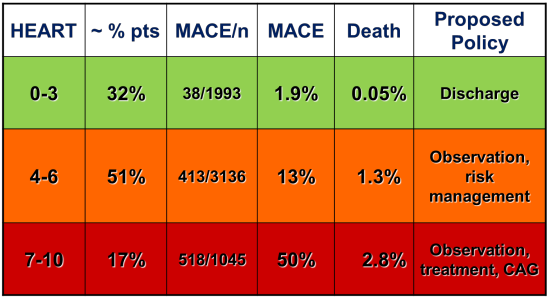 HEART ~ % pts MACE/n MACE Death Proposed Policy
0-3 32% 38/1993 1.9% 0.05% Discharge
4-6 51% 413/3136 13% 1.3% Observation, risk management
7-10 17% 518/1045 50% 2.8% Observation, treatment, CAG